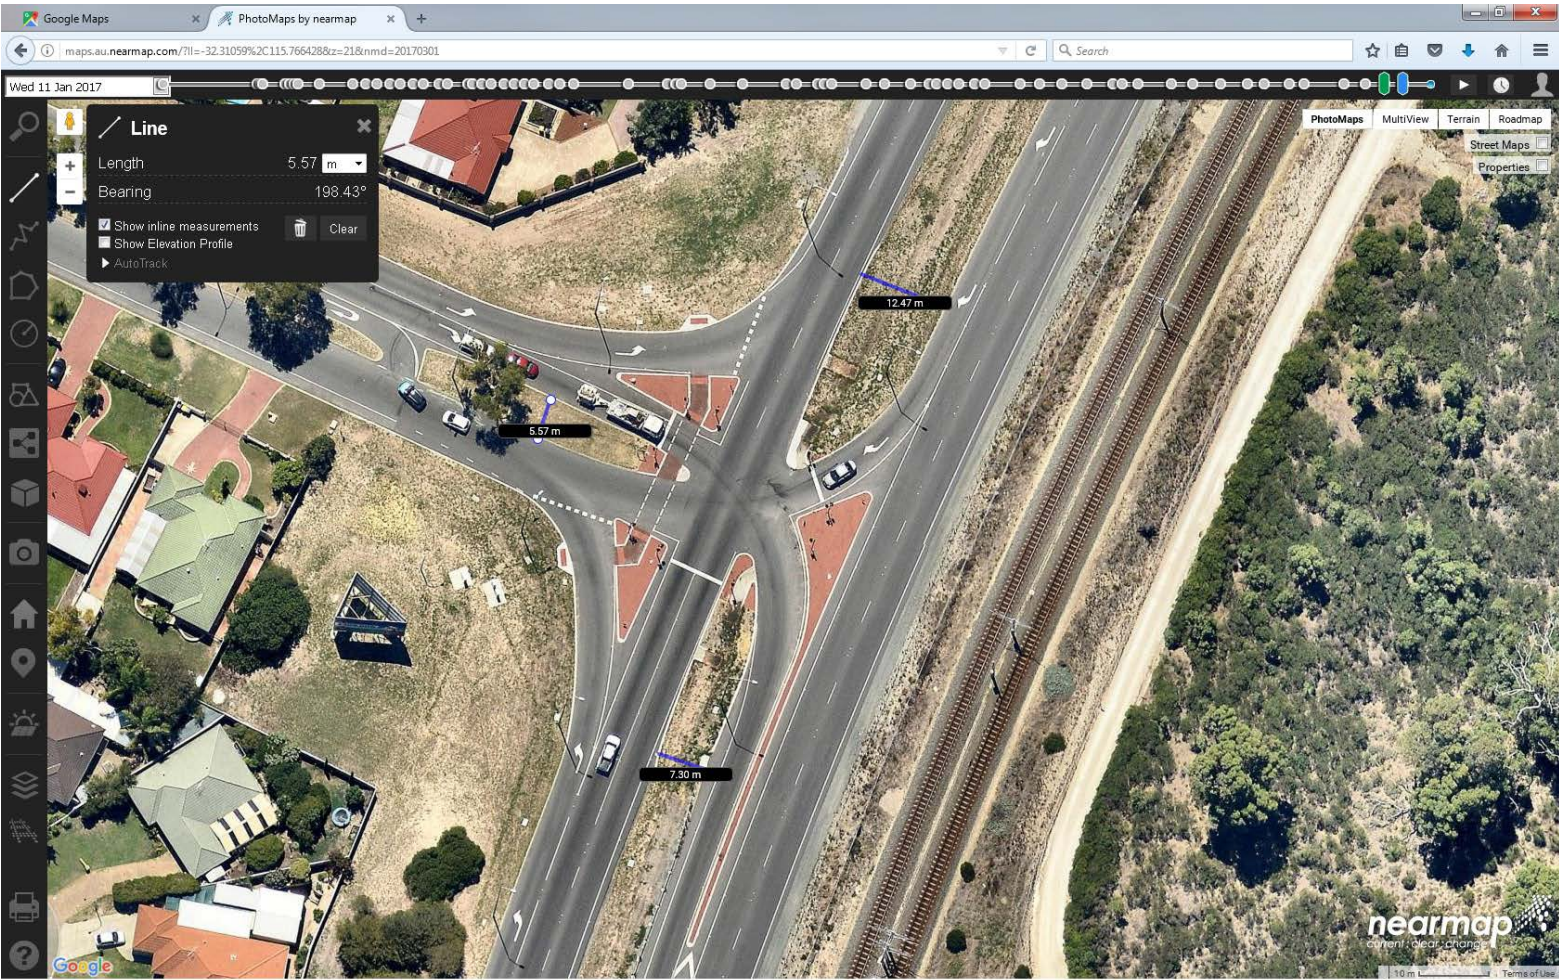 Google Maps
PhotoMaps by nearmap
maps.au.nearmap.com/?ll=-32.31059%2C115.766428&z=21&nmd=20170301
Search
Wed 11 Jan 2017
Line
Length 5.57 m
Bearing 198.43°
Show inline measurements
Clear
Show Elevation Profile
AutoTrack
PhotoMaps MultiView Terrain Roadmap
Street Maps
Properties
12.47 m
5.57 m
7.30 m
nearmap
current:clear:change
Google
10 m
Terms of Use